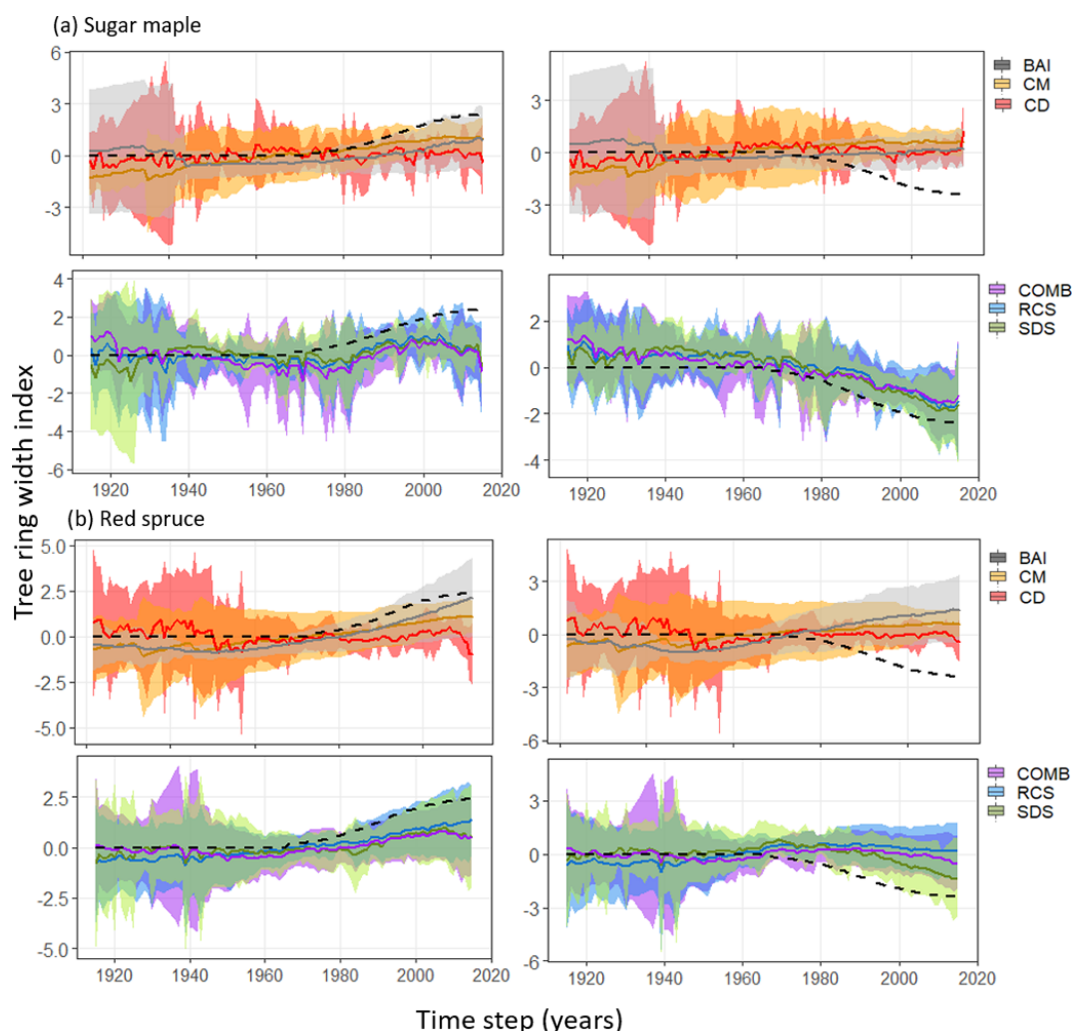 (a) Sugar maple
6
3
0
-3
3
0
-3
BAI
CM
CD
4
2
0
-2
-4
-6
1920 1940 1960 1980 2000 2020
2
0
-2
-4
1920 1940 1960 1980 2000 2020
COMB
RCS
SDS
Tree ring width index
(b) Red spruce
5.0
2.5
0.0
-2.5
-5.0
3
0
-3
-6
BAI
CM
CD
2.5
0.0
-2.5
-5.0
1920 1940 1960 1980 2000 2020
3
0
-3
-6
1920 1940 1960 1980 2000 2020
COMB
RCS
SDS
Time step (years)